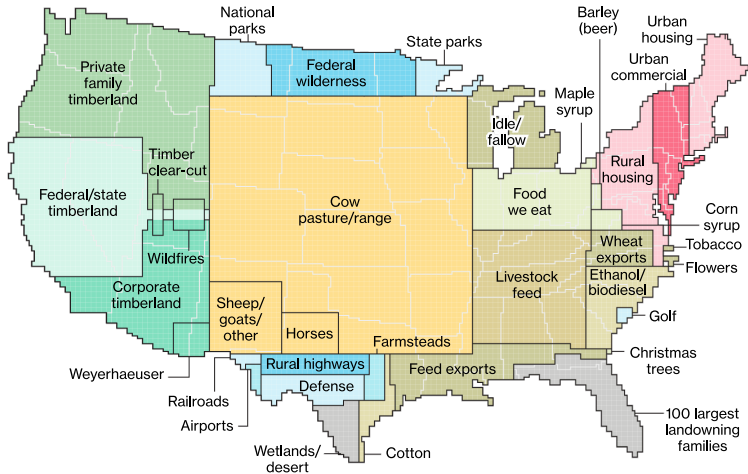 National
parks
Barley
(beer)
Urban
housing
State parks
Urban
commercial
Private
family
timberland
Federal
wilderness
Maple
syrup
Idle/
fallow
Timber
clear-cut
Rural
housing
Federal/state
timberland
Cow
pasture/range
Food
we eat
Corn
syrup
Wildfires
Wheat
exports
Tobacco
Flowers
Corporate
timberland
Livestock
feed
Ethanol/
biodiesel
Sheep/
goats/
other
Horses
Golf
Farmsteads
Weyerhaeuser
Rural highways
Christmas
trees
Feed exports
Railroads
Defense
Airports
100 largest
landowning
families
Wetlands/
desert
Cotton